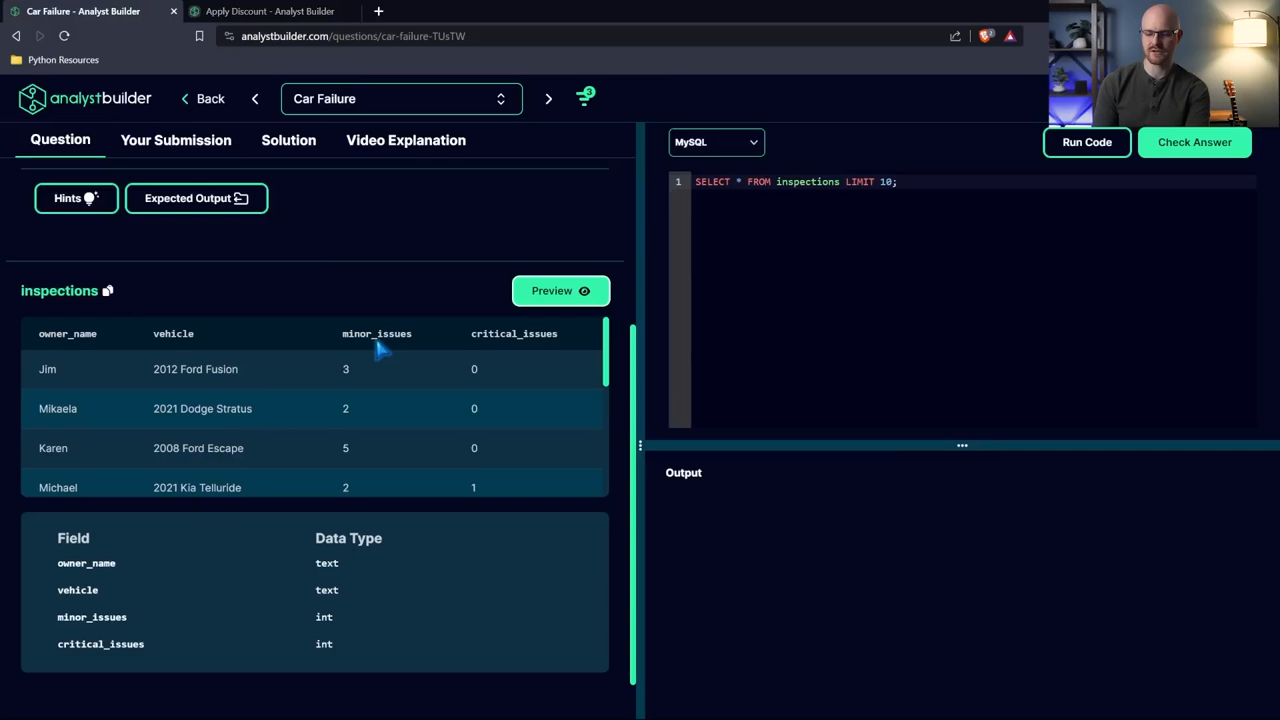 Car Failure - Analyst Builder
Apply Discount - Analyst Builder
analystbuilder.com/questions/car-failure-TUsTW
Python Resources
analystbuilder
Back
Car Failure
3
Question
Your Submission
Solution
Video Explanation
MySQL
Run Code
Check Answer
Hints
Expected Output
1 SELECT * FROM inspections LIMIT 10;
inspections
Preview
owner_name vehicle minor_issues critical_issues
Jim 2012 Ford Fusion 3 0
Mikaela 2021 Dodge Stratus 2 0
Karen 2008 Ford Escape 5 0
Michael 2021 Kia Telluride 2 1
Output
Field Data Type
owner_name text
vehicle text
minor_issues int
critical_issues int